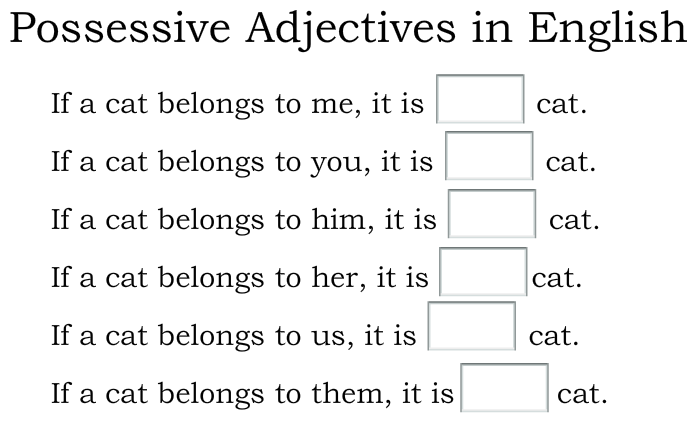 Possessive Adjectives in English
If a cat belongs to me, it is cat.
If a cat belongs to you, it is cat.
If a cat belongs to him, it is cat.
If a cat belongs to her, it is cat.
If a cat belongs to us, it is cat.
If a cat belongs to them, it is cat.